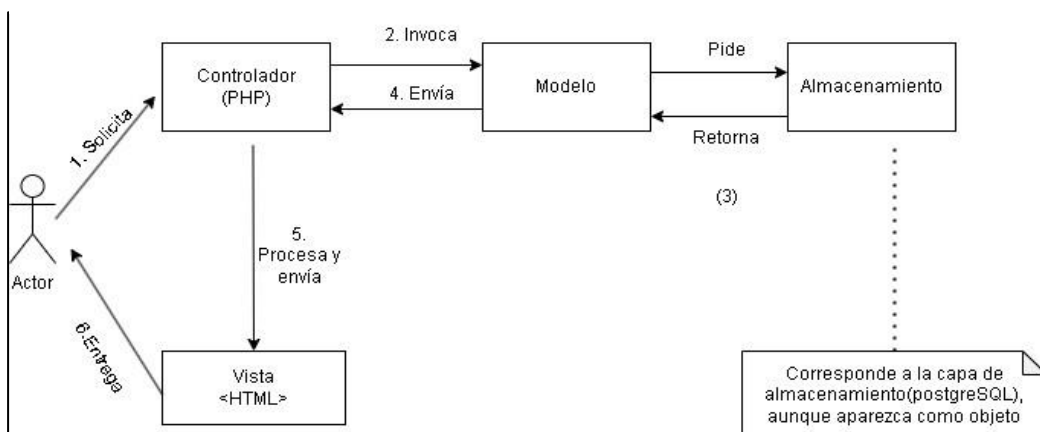 2. Invoca
Pide
Controlador
(PHP)
4. Envía
Modelo
Almacenamiento
1. Solicita
Retorna
(3)
5.
Procesa y
envía
Actor
6.Entrega
Vista
<HTML>
Corresponde a la capa de
almacenamiento(postgreSQL),
aunque aparezca como objeto